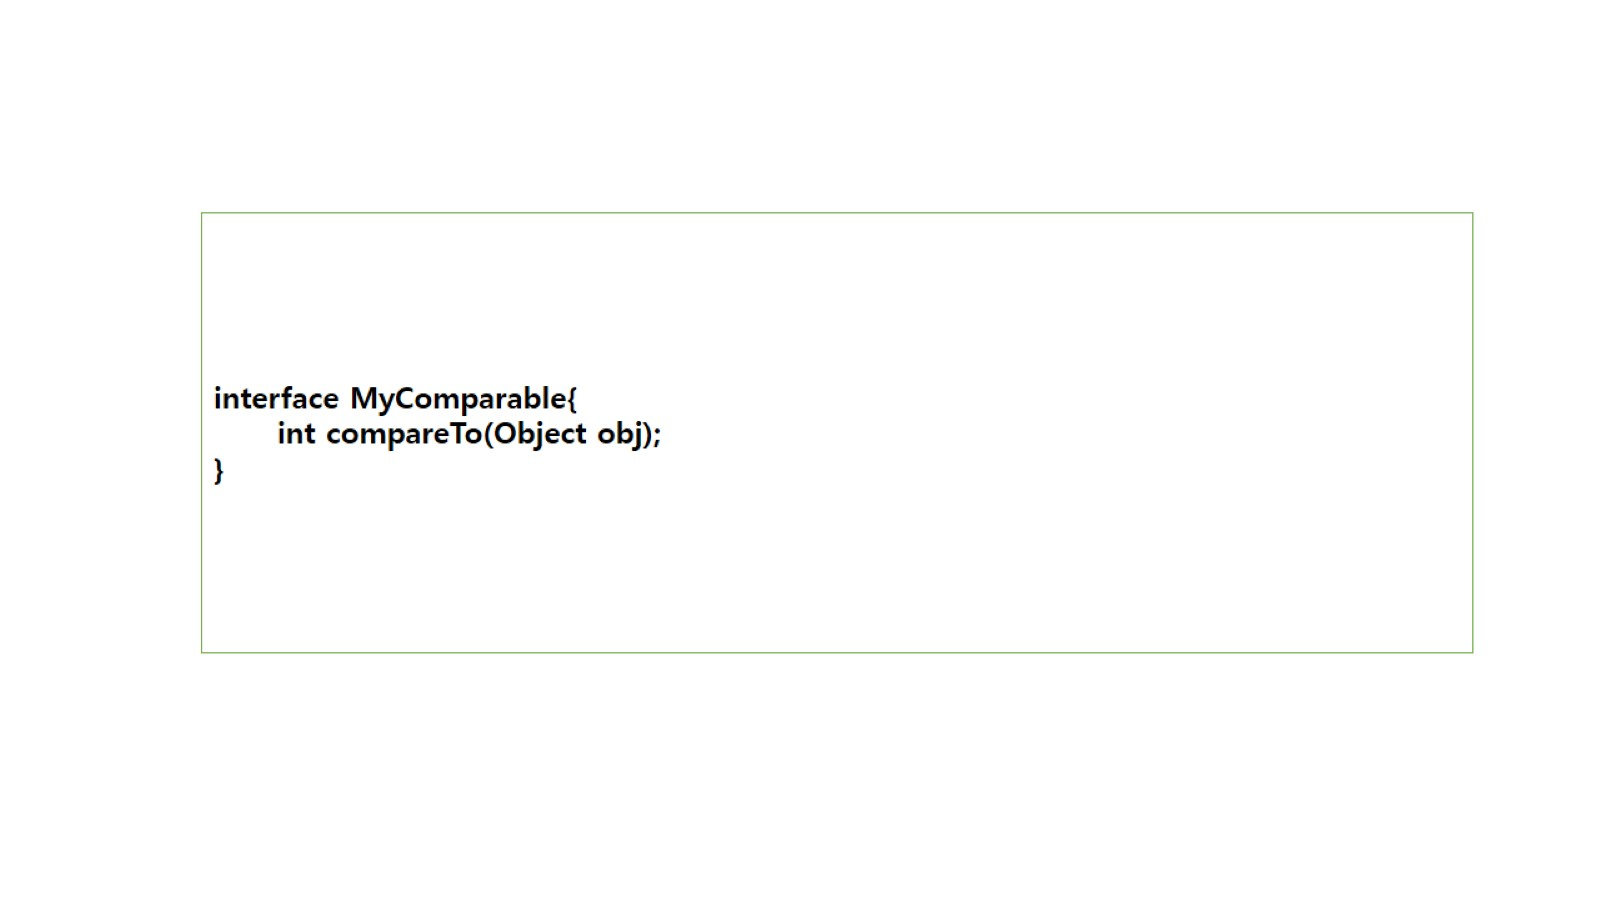 interface MyComparable{
int compareTo(Object obj);
}